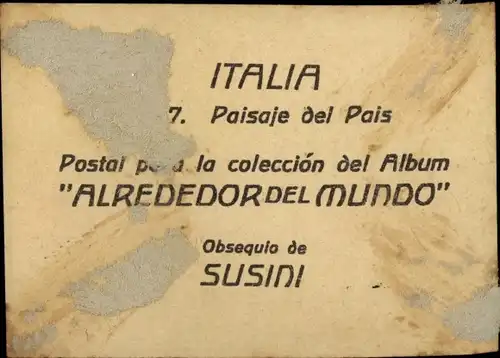 ITALIA
7. Paisaje del Pais
Postal la colección del Album
"ALREDEDOR DEL MUNDO"
Obsequio de
SUSINI